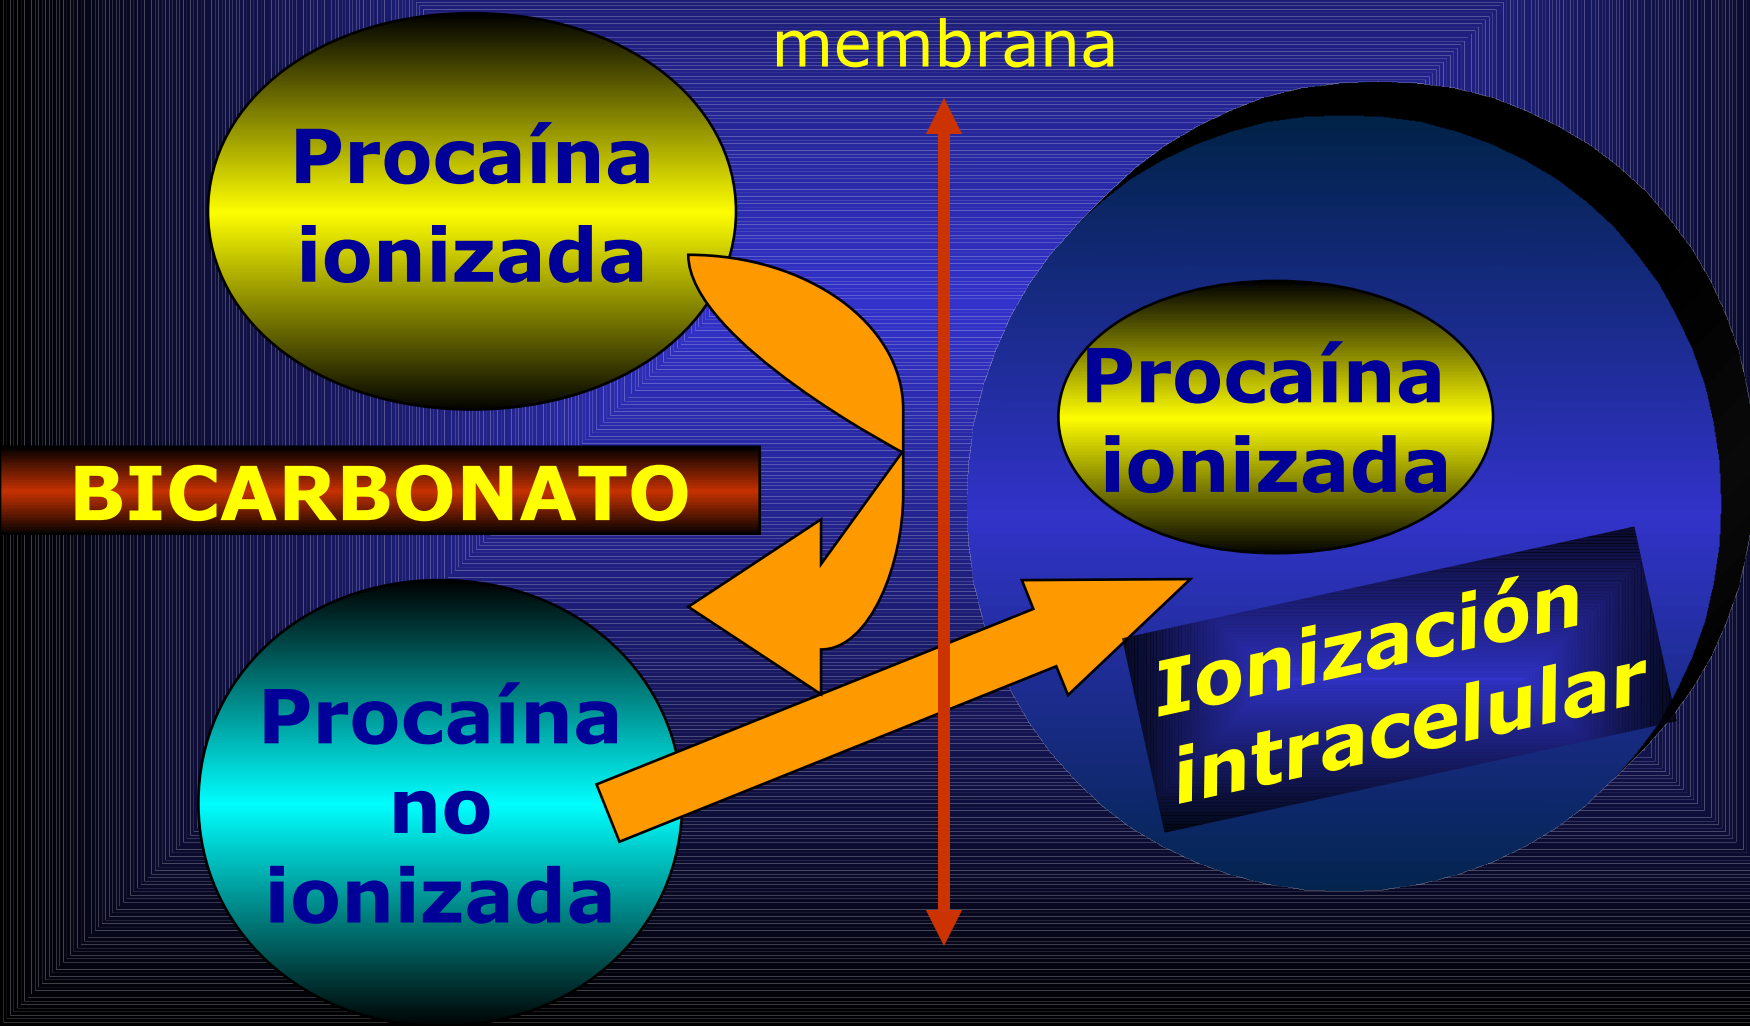 membrana
Procaína
ionizada
BICARBONATO
Procaína
no
ionizada
Procaína
ionizada
Ionización
intracelular